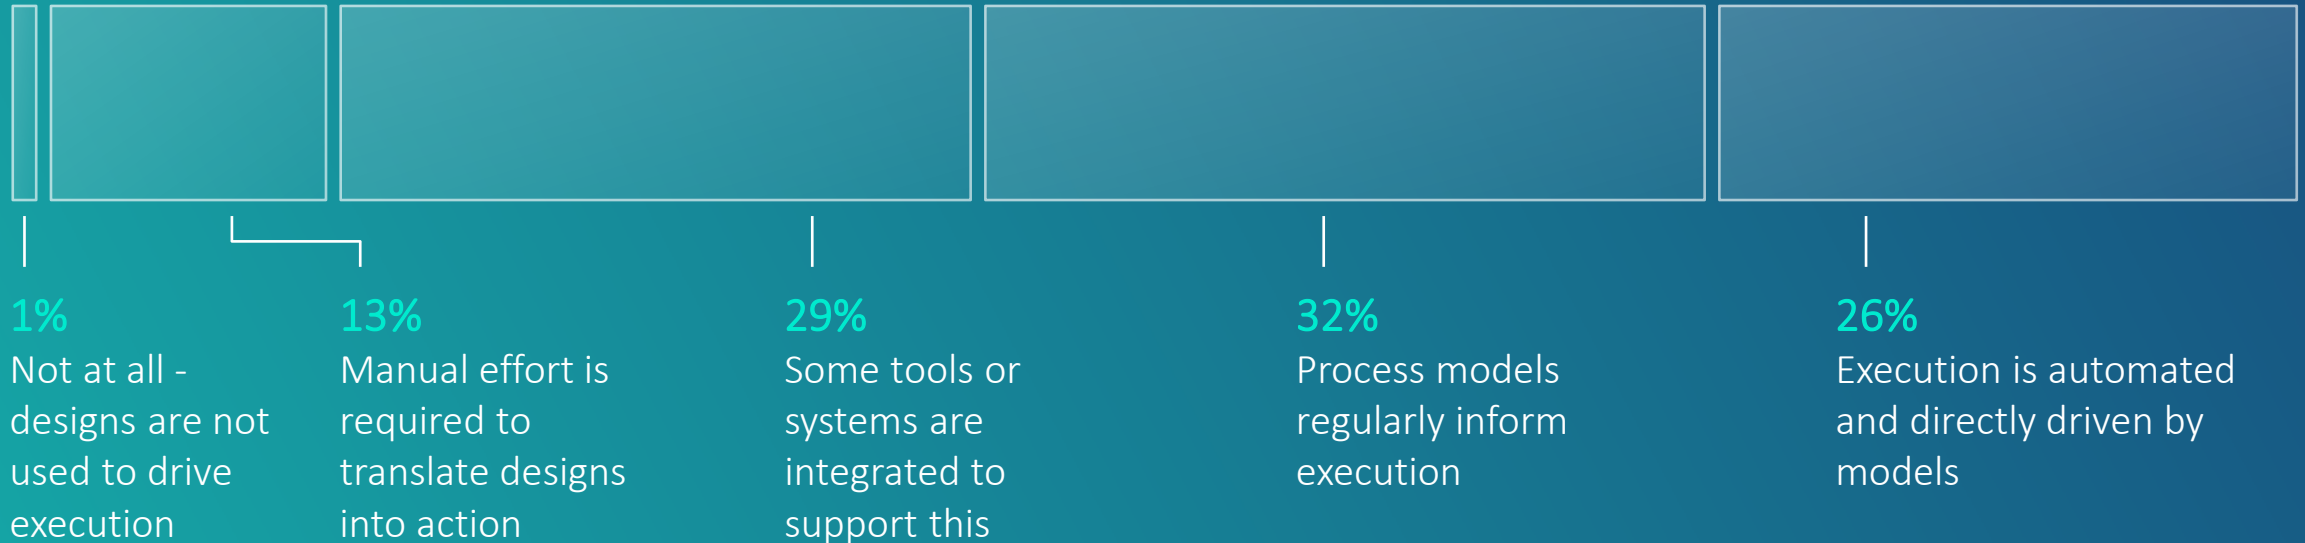 1%
Not at all -
designs are not
used to drive
execution
13%
Manual effort is
required to
translate designs
into action
29%
Some tools or
systems are
integrated to
support this
32%
Process models
regularly inform
execution
26%
Execution is automated
and directly driven by
models